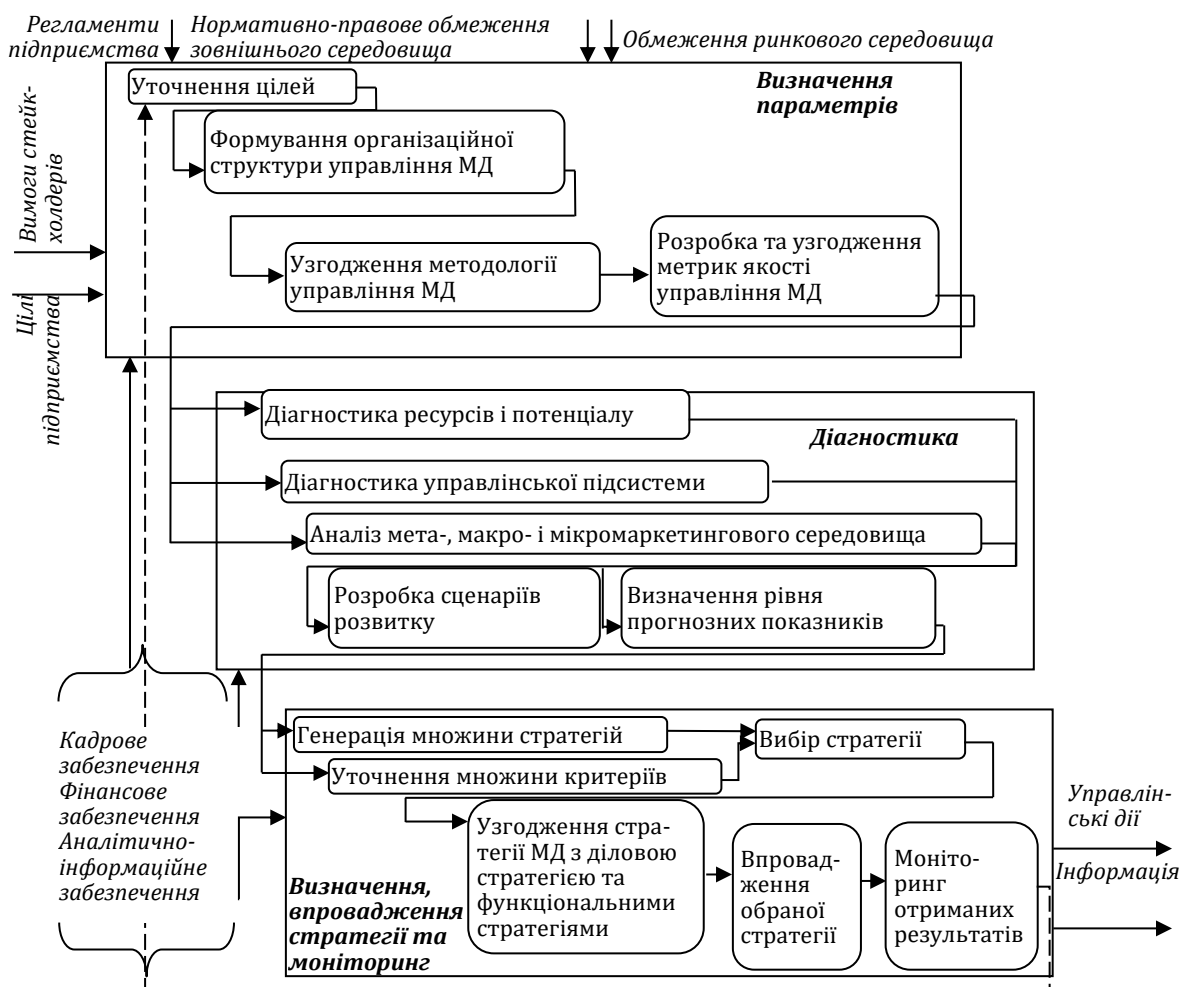 Регламенти
підприємства
Нормативно-правове обмеження
зовнішнього середовища
Обмеження ринкового середовища
Визначення
параметрів
Уточнення цілей
Формування організаційної
структури управління МД
Вимоги стейк-
холдерів
Узгодження методології
управління МД
Розробка та узгодження
метрик якості
управління МД
Цілі
підприємства
Діагностика ресурсів і потенціалу
Діагностика
Діагностика управлінської підсистеми
Аналіз мета-, макро- і мікромаркетингового середовища
Розробка сценаріїв
розвитку
Визначення рівня
прогнозних показників
Кадрове
забезпечення
Фінансове
забезпечення
Аналітично-
інформаційне
забезпечення
Генерація множини стратегій
Вибір стратегії
Уточнення множини критеріїв
Узгодження стра-
тегії МД з діловою
стратегією та
функціональними
стратегіями
Впровад-
ження
обраної
стратегії
Моніто-
ринг
отриманих
результатів
Визначення,
впровадження
стратегії та
моніторинг
Управлін-
ські дії
Інформація